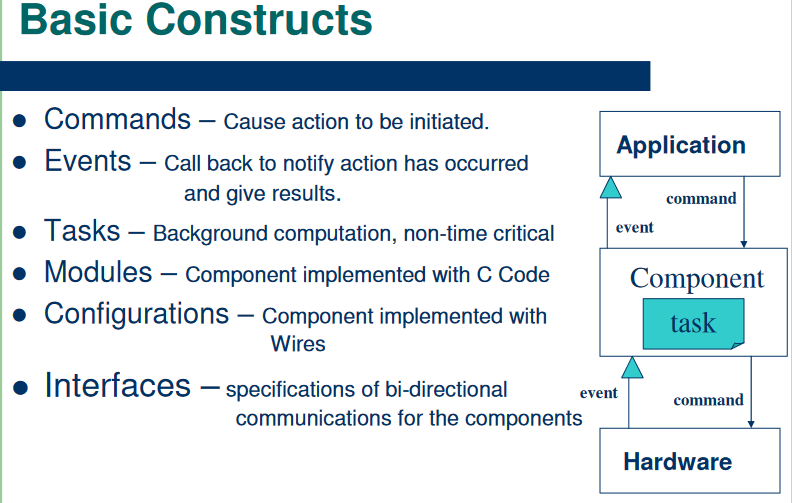 Basic Constructs
● Commands – Cause action to be initiated.
● Events – Call back to notify action has occurred
and give results.
● Tasks – Background computation, non-time critical
● Modules – Component implemented with C Code
● Configurations – Component implemented with
Wires
● Interfaces – specifications of bi-directional
communications for the components
Application
command
event
Component
task
event
command
Hardware